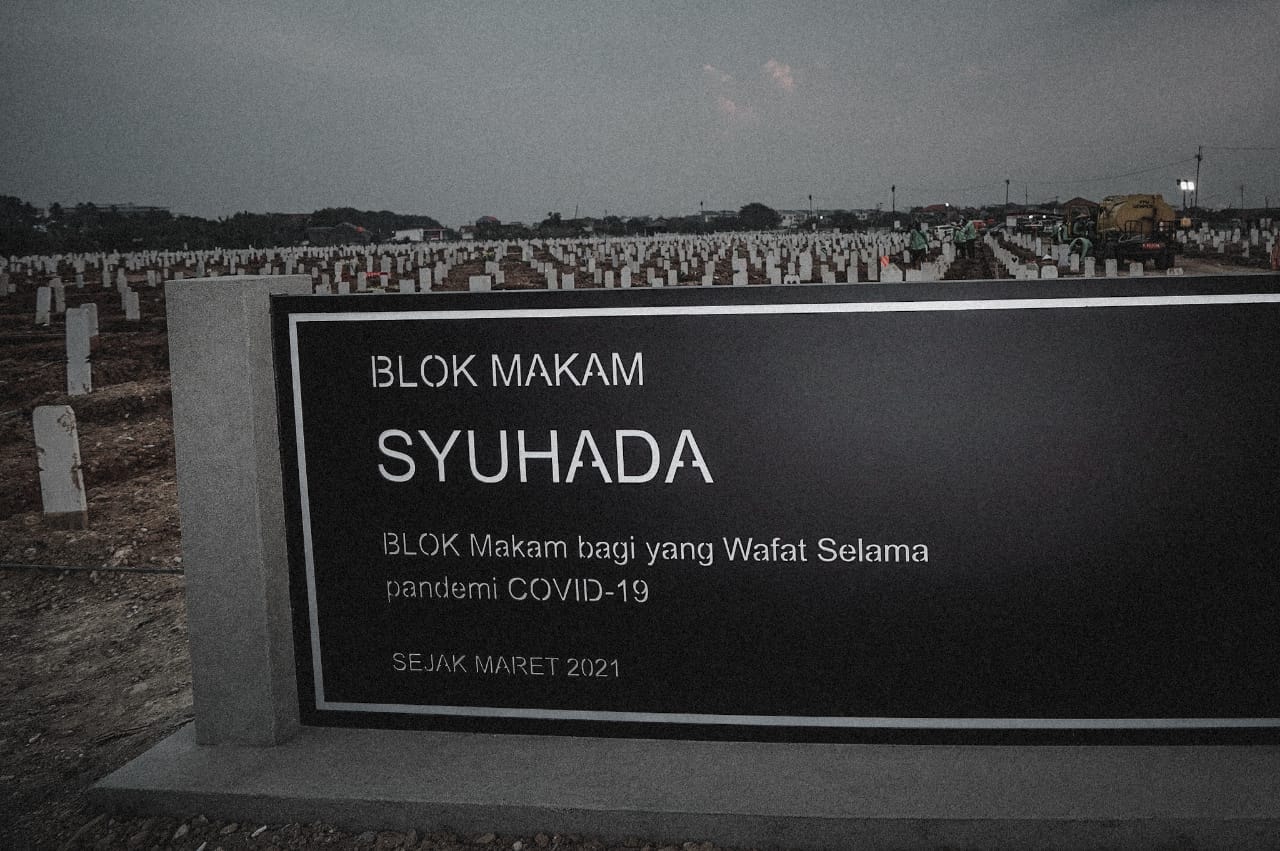 BLOK MAKAM
SYUHADA
BLOK Makam bagi yang Wafat Selama
pandemi COVID-19
SEJAK MARET 2021